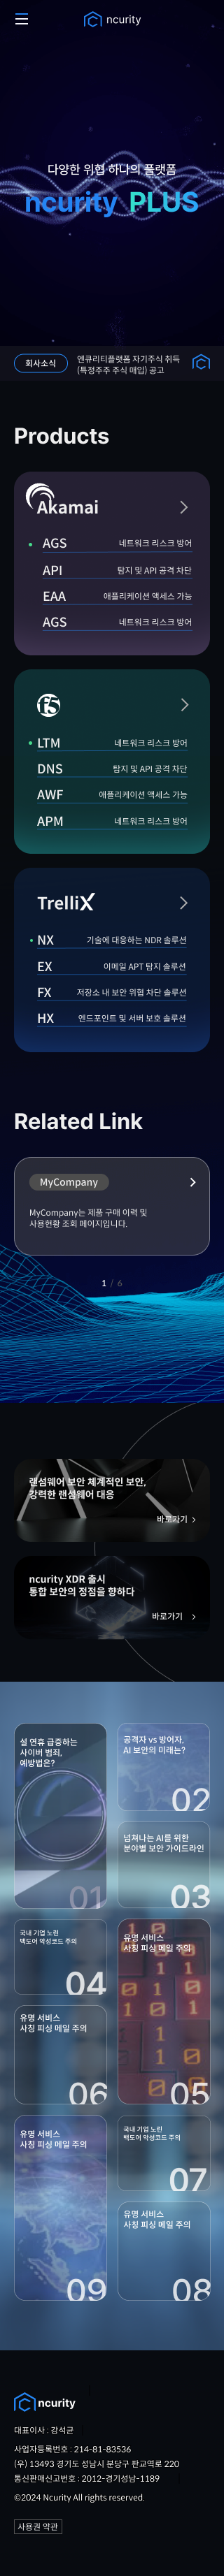 ncurity
다양한 위협 하나의 플랫폼
ncurity PLUS
회사소식
엔큐리티플랫폼 자기주식 취득
(특정주주 주식 매입) 공고
Products
Akamai
AGS 네트워크 리스크 방어
API 탐지 및 API 공격 차단
EAA 애플리케이션 액세스 가능
AGS 네트워크 리스크 방어
f5
LTM 네트워크 리스크 방어
DNS 탐지 및 API 공격 차단
AWF 애플리케이션 액세스 가능
APM 네트워크 리스크 방어
Trellix
NX 기술에 대응하는 NDR 솔루션
EX 이메일 APT 탐지 솔루션
FX 저장소 내 보안 위협 차단 솔루션
HX 엔드포인트 및 서버 보호 솔루션
Related Link
MyCompany
MyCompany는 제품 구매 이력 및
사용현황 조회 페이지입니다.
1 / 6
랜섬웨어 보안 체계적인 보안,
강력한 랜섬웨어 대응
바로가기
ncurity XDR 출시
통합 보안의 정점을 향하다
바로가기
설 연휴 급증하는
사이버 범죄,
예방법은?
01
공격자 vs 방어자,
AI 보안의 미래는?
02
넘쳐나는 AI를 위한
분야별 보안 가이드라인
03
국내 기업 노린
백도어 악성코드 주의
04
유명 서비스
사칭 피싱 메일 주의
05
유명 서비스
사칭 피싱 메일 주의
06
국내 기업 노린
백도어 악성코드 주의
07
유명 서비스
사칭 피싱 메일 주의
08
유명 서비스
사칭 피싱 메일 주의
09
ncurity
대표이사 : 강석균
사업자등록번호 : 214-81-83536
(우) 13493 경기도 성남시 분당구 판교역로 220
통신판매신고번호 : 2012-경기성남-1189
©2024 Ncurity All rights reserved.
사용권 약관